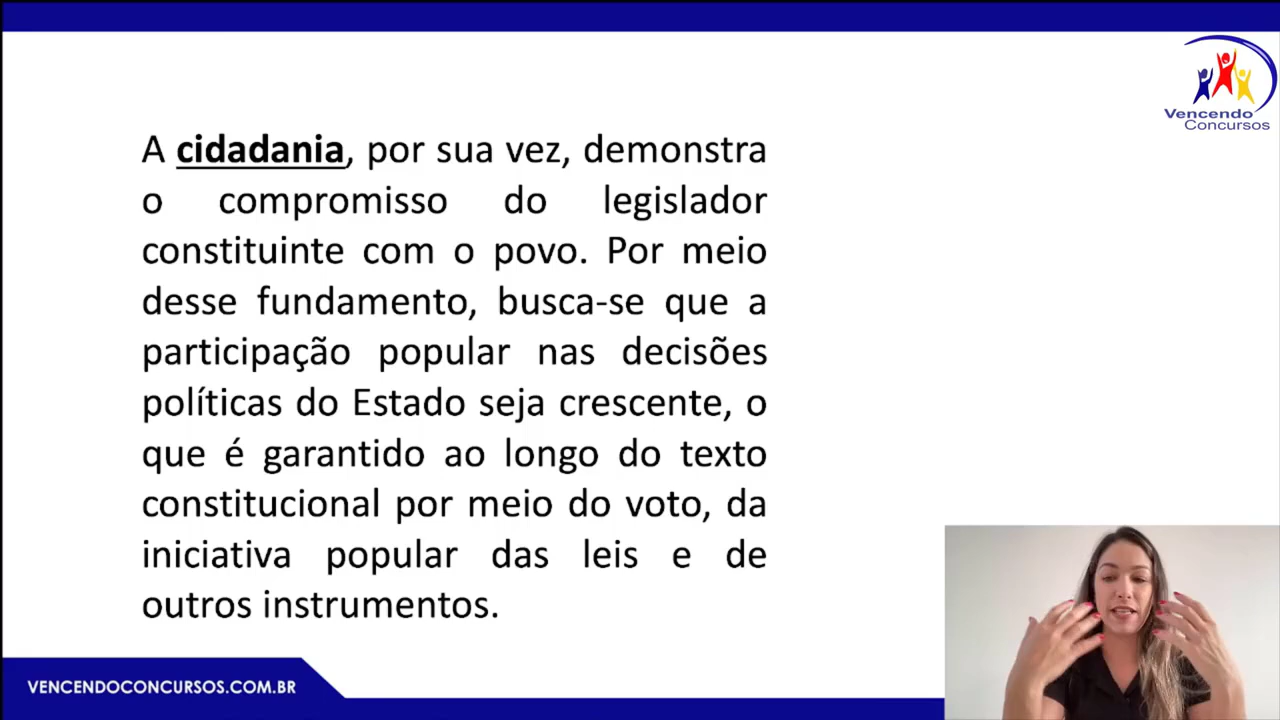 Vencendo
Concursos
A cidadania, por sua vez, demonstra
o compromisso do legislador
constituinte com o povo. Por meio
desse fundamento, busca-se que a
participação popular nas decisões
políticas do Estado seja crescente, o
que é garantido ao longo do texto
constitucional por meio do voto, da
iniciativa popular das leis e de
outros instrumentos.
VENCENDOCONCURSOS.COM.BR